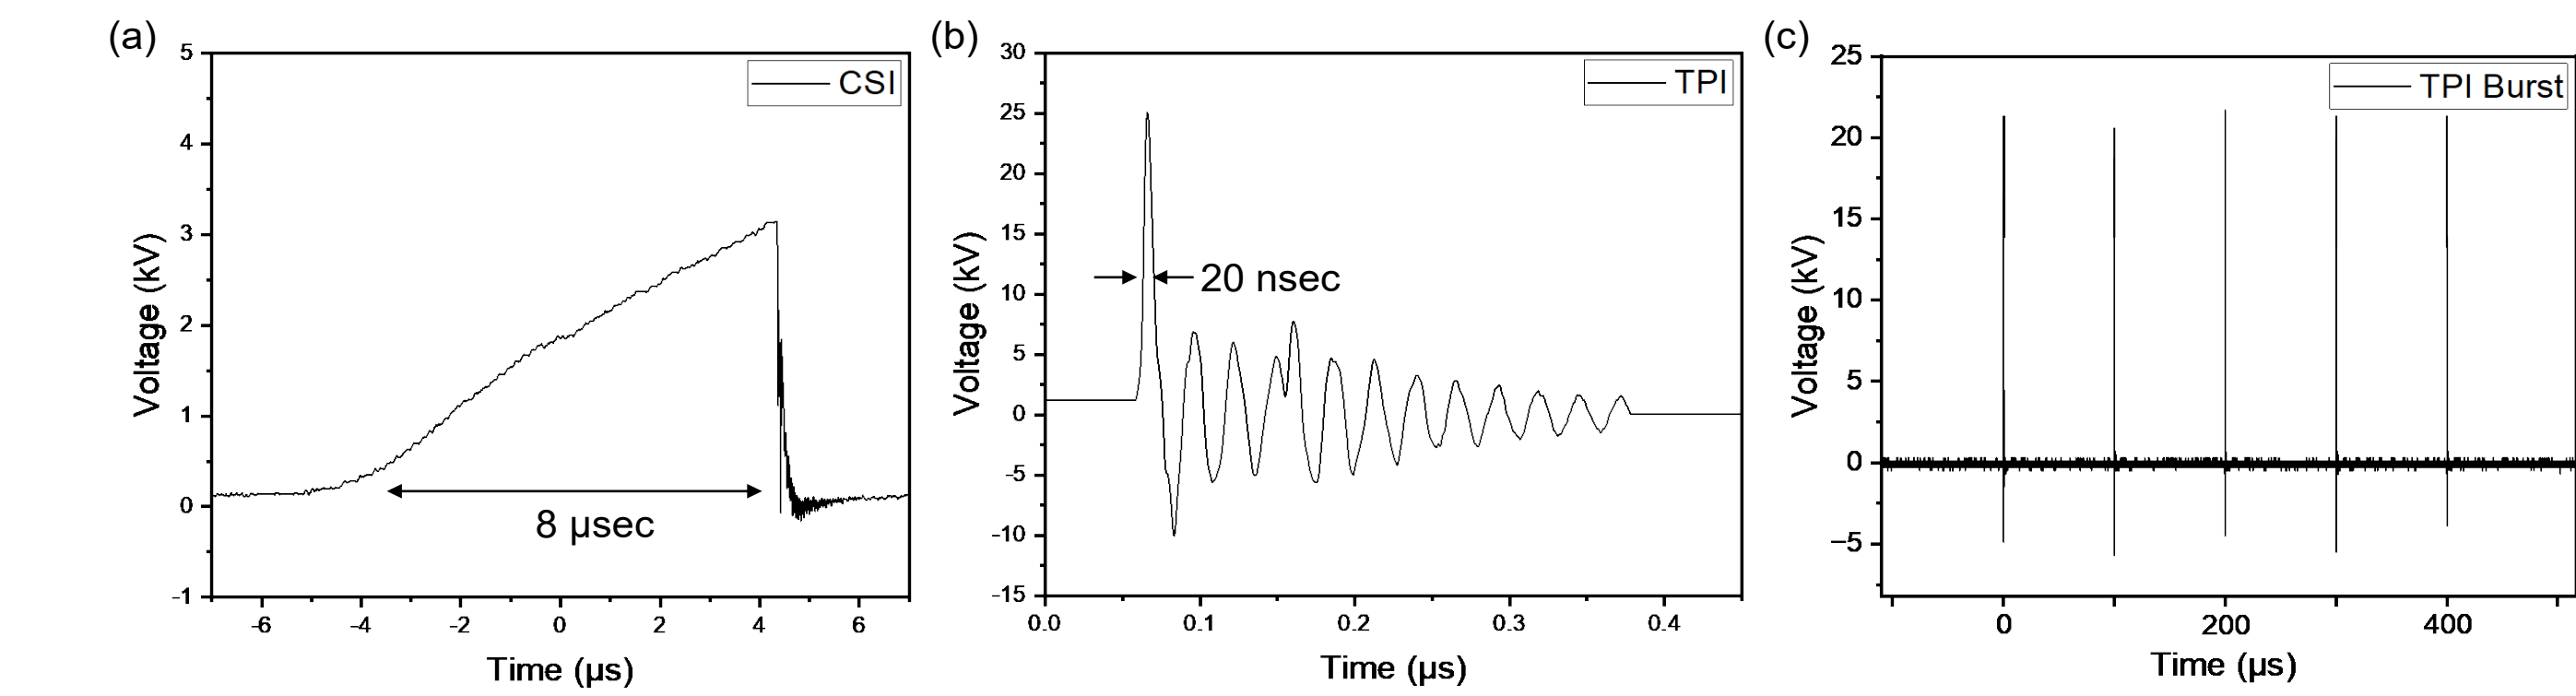 (a)
CSI
5
4
3
2
1
0
-1
Voltage (kV)
8 μsec
-6 -4 -2 0 2 4 6
Time (μs)
(b)
TPI
30
25
20
15
10
5
0
-5
-10
-15
Voltage (kV)
20 nsec
0.0 0.1 0.2 0.3 0.4
Time (μs)
(c)
TPI Burst
25
20
15
10
5
0
-5
Voltage (kV)
0 200 400
Time (μs)